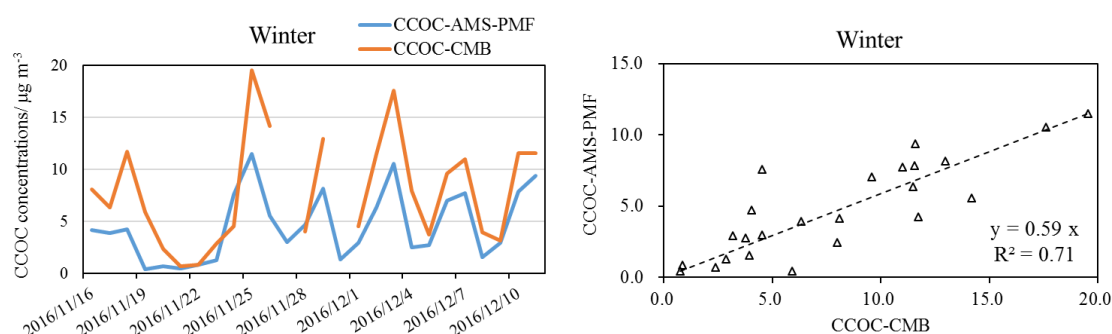 Winter
CCOC-AMS-PMF
CCOC-CMB
CCOC concentrations/ μg m⁻³
20
15
10
5
0
2016/11/16
2016/11/19
2016/11/22
2016/11/25
2016/11/28
2016/12/1
2016/12/4
2016/12/7
2016/12/10
Winter
CCOC-AMS-PMF
15.0
10.0
5.0
0.0
y = 0.59 x
R² = 0.71
0.0
5.0
10.0
15.0
20.0
CCOC-CMB